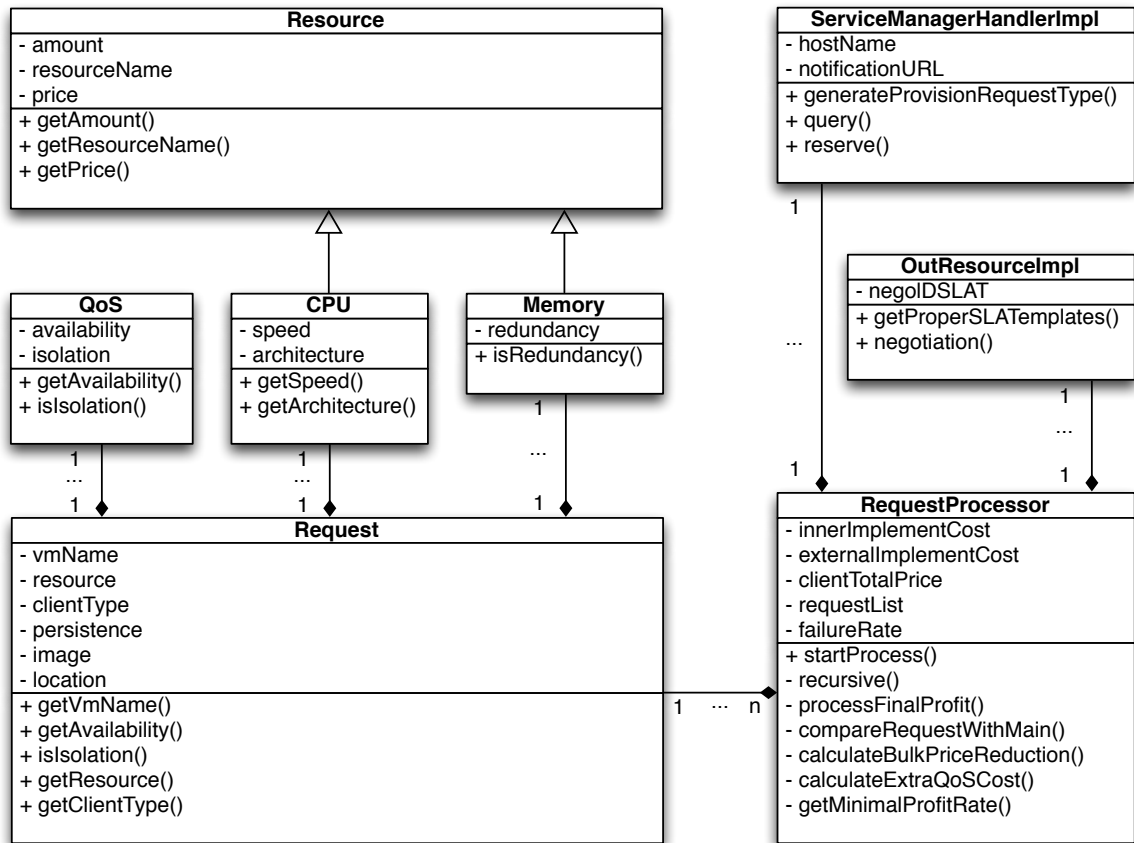 Resource
- amount
- resourceName
- price
+ getAmount()
+ getResourceName()
+ getPrice()
ServiceManagerHandlerImpl
- hostName
- notificationURL
+ generateProvisionRequestType()
+ query()
+ reserve()
1
...
1
OutResourceImpl
- negoIDSLAT
+ getProperSLATemplates()
+ negotiation()
1
...
1
QoS
- availability
- isolation
+ getAvailability()
+ isIsolation()
1
...
1
CPU
- speed
- architecture
+ getSpeed()
+ getArchitecture()
1
...
1
Memory
- redundancy
+ isRedundancy()
1
...
1
Request
- vmName
- resource
- clientType
- persistence
- image
- location
+ getVmName()
+ getAvailability()
+ isIsolation()
+ getResource()
+ getClientType()
1 ... n
RequestProcessor
- innerImplementCost
- externalImplementCost
- clientTotalPrice
- requestList
- failureRate
+ startProcess()
- recursive()
- processFinalProfit()
- compareRequestWithMain()
- calculateBulkPriceReduction()
- calculateExtraQoSCost()
- getMinimalProfitRate()